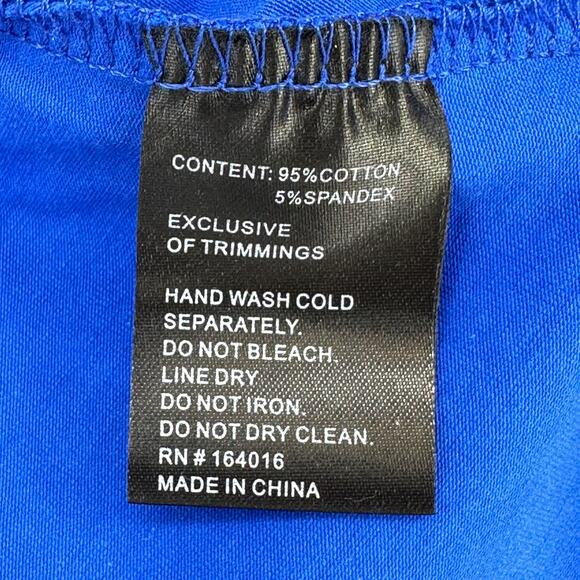 CONTENT: 95%COTTON
5%SPANDEX
EXCLUSIVE
OF TRIMMINGS
HAND WASH COLD
SEPARATELY.
DO NOT BLEACH.
LINE DRY
DO NOT IRON.
DO NOT DRY CLEAN.
RN # 164016
MADE IN CHINA